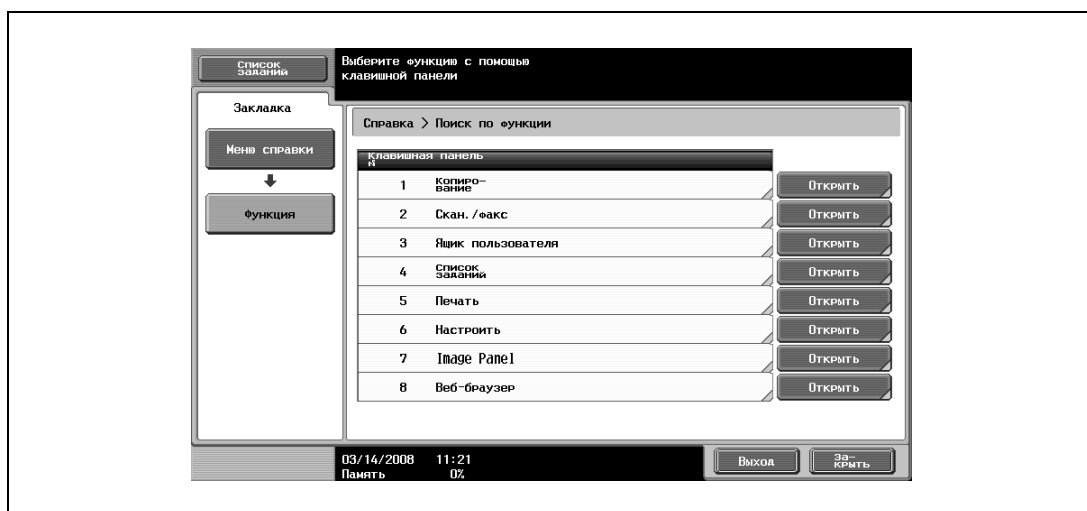 Список
заданий
Выберите функцию с помощью
клавишной панели
Закладка
Меню справки
Функция
Справка > Поиск по функции
Клавишная панель
й
1 Копиро-
вание
Открыть
2 Скан./факс Открыть
3 Ящик пользователя Открыть
4 Список
заданий
Открыть
5 Печать Открыть
6 Настроить Открыть
7 Image Panel Открыть
8 Веб-браузер Открыть
03/14/2008 11:21
Память 0%
Выход
За-
крыть